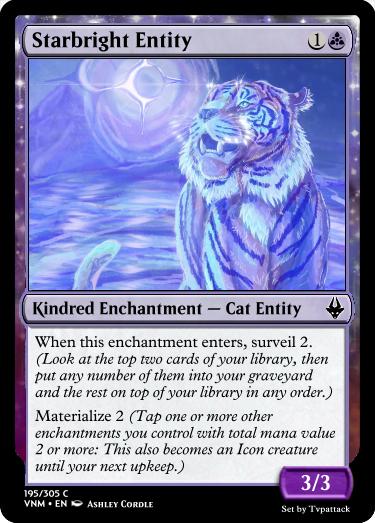 Starbright Entity
1
Kindred Enchantment — Cat Entity
When this enchantment enters, surveil 2.
(Look at the top two cards of your library, then
put any number of them into your graveyard
and the rest on top of your library in any order.)
Materialize 2 (Tap one or more other
enchantments you control with total mana value
2 or more: This also becomes an Icon creature
until your next upkeep.)
3/3
195/305 C
VNM • EN Ashley Cordle
Set by Tvpattack